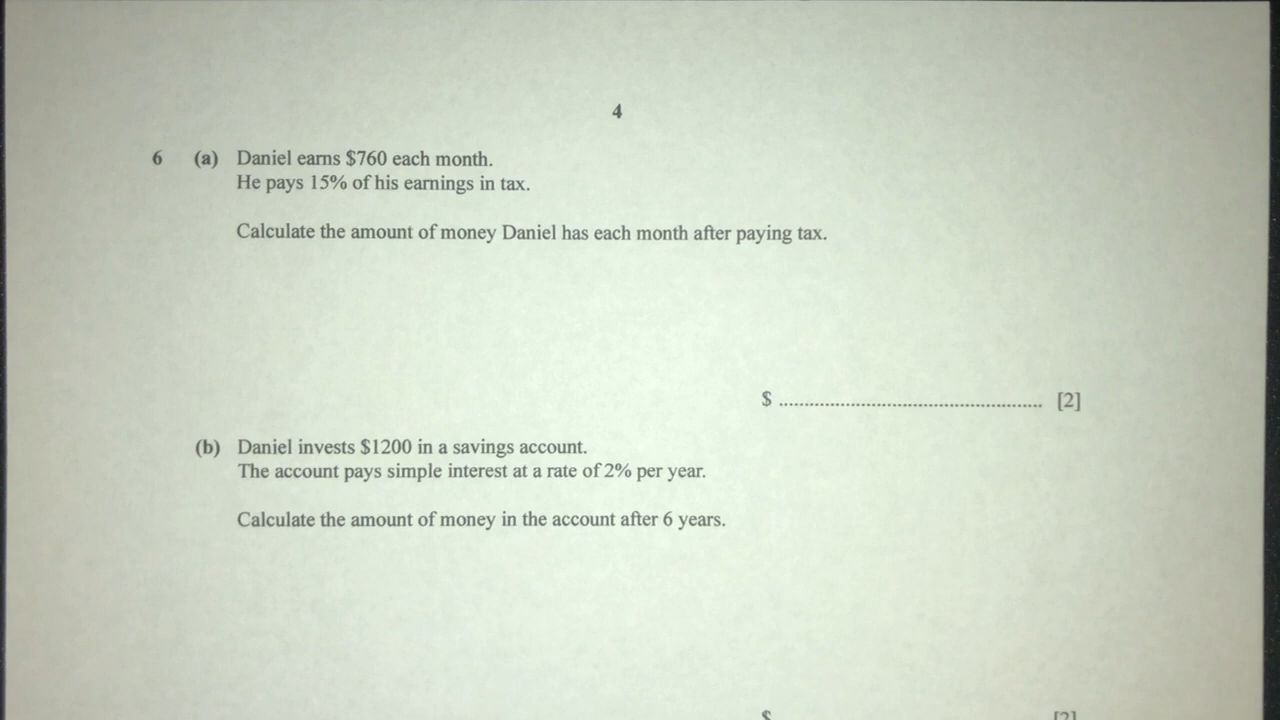 4
6 (a) Daniel earns $760 each month.
He pays 15% of his earnings in tax.
Calculate the amount of money Daniel has each month after paying tax.
$ .................................................... [2]
(b) Daniel invests $1200 in a savings account.
The account pays simple interest at a rate of 2% per year.
Calculate the amount of money in the account after 6 years.
$ [2]